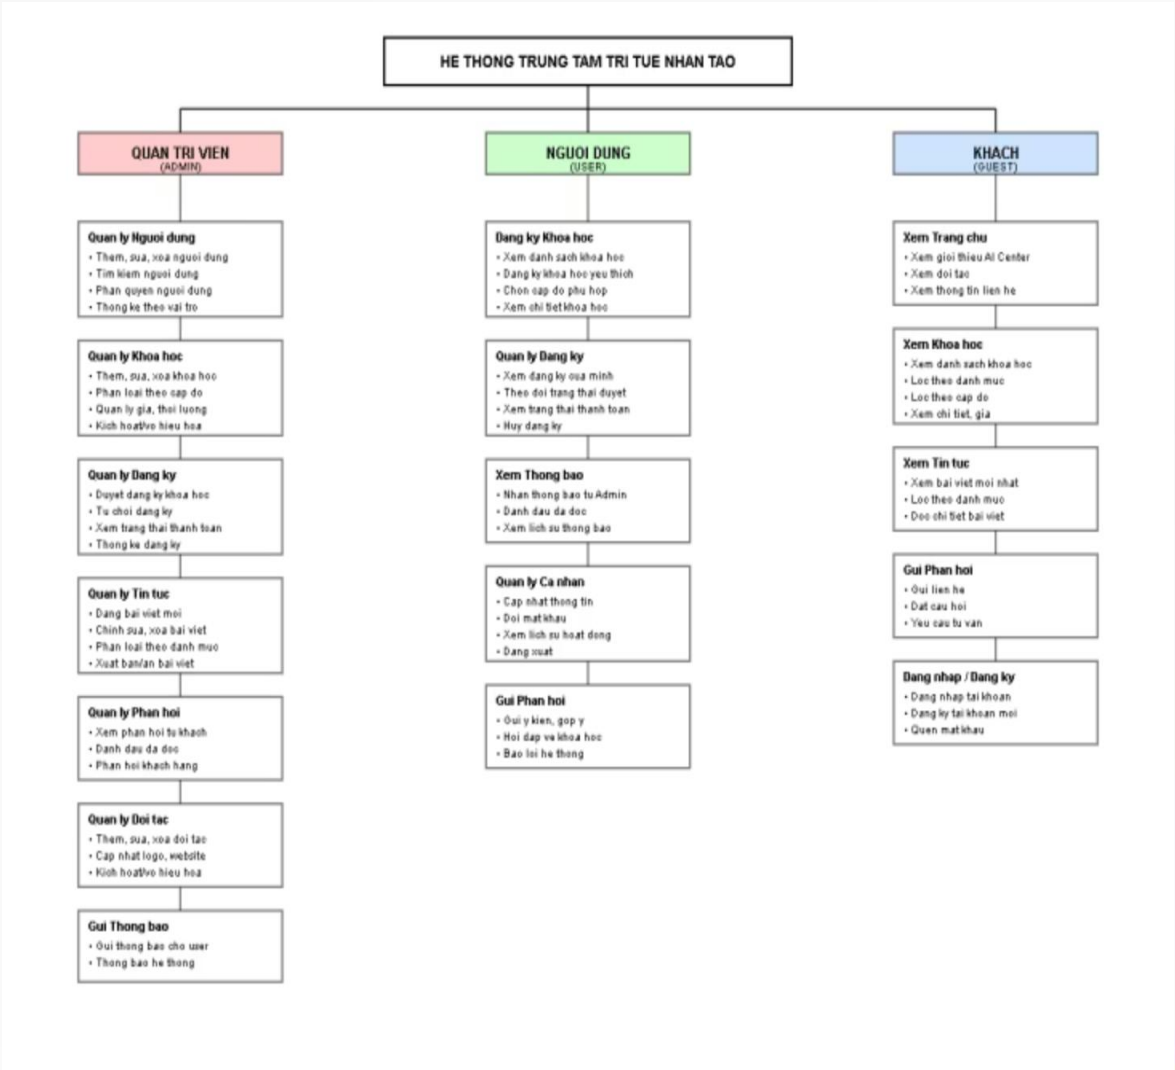 HE THONG TRUNG TAM TRI TUE NHAN TAO
QUAN TRI VIEN
(ADMIN)
Quan ly Nguoi dung
• Them, sua, xoa nguoi dung
• Tim kiem nguoi dung
• Phan quyen nguoi dung
• Thong ke theo vai tro
Quan ly Khoa hoc
• Them, sua, xoa khoa hoc
• Phan loai theo cap do
• Quan ly gia, thoi luong
• Kich hoat/vo hieu hoa
Quan ly Dang ky
• Duyet dang ky khoa hoc
• Tu choi dang ky
• Xem trang thai thanh toan
• Thong ke dang ky
Quan ly Tin tuc
• Dang bai viet moi
• Chinh sua, xoa bai viet
• Phan loai theo danh muc
• Xuat ban/an bai viet
Quan ly Phan hoi
• Xem phan hoi tu khach
• Danh dau da doc
• Phan hoi khach hang
Quan ly Doi tac
• Them, sua, xoa doi tac
• Cap nhat logo, website
• Kich hoat/vo hieu hoa
Gui Thong bao
• Gui thong bao cho user
• Thong bao he thong
NGUOI DUNG
(USER)
Dang ky Khoa hoc
• Xem danh sach khoa hoc
• Dang ky khoa hoc yeu thich
• Chon cap do phu hop
• Xem chi tiet khoa hoc
Quan ly Dang ky
• Xem dang ky cua minh
• Theo doi trang thai duyet
• Xem trang thai thanh toan
• Huy dang ky
Xem Thong bao
• Nhan thong bao tu Admin
• Danh dau da doc
• Xem lich su thong bao
Quan ly Ca nhan
• Cap nhat thong tin
• Doi mat khau
• Xem lich su hoat dong
• Dang xuat
Gui Phan hoi
• Gui y kien, gop y
• Hoi dap ve khoa hoc
• Bao loi he thong
KHACH
(GUEST)
Xem Trang chu
• Xem gioi thieu AI Center
• Xem doi tac
• Xem thong tin lien he
Xem Khoa hoc
• Xem danh sach khoa hoc
• Loc theo danh muc
• Loc theo cap do
• Xem chi tiet, gia
Xem Tin tuc
• Xem bai viet moi nhat
• Loc theo danh muc
• Doc chi tiet bai viet
Gui Phan hoi
• Gui lien he
• Dat cau hoi
• Yeu cau tu van
Dang nhap / Dang ky
• Dang nhap tai khoan
• Dang ky tai khoan moi
• Quen mat khau